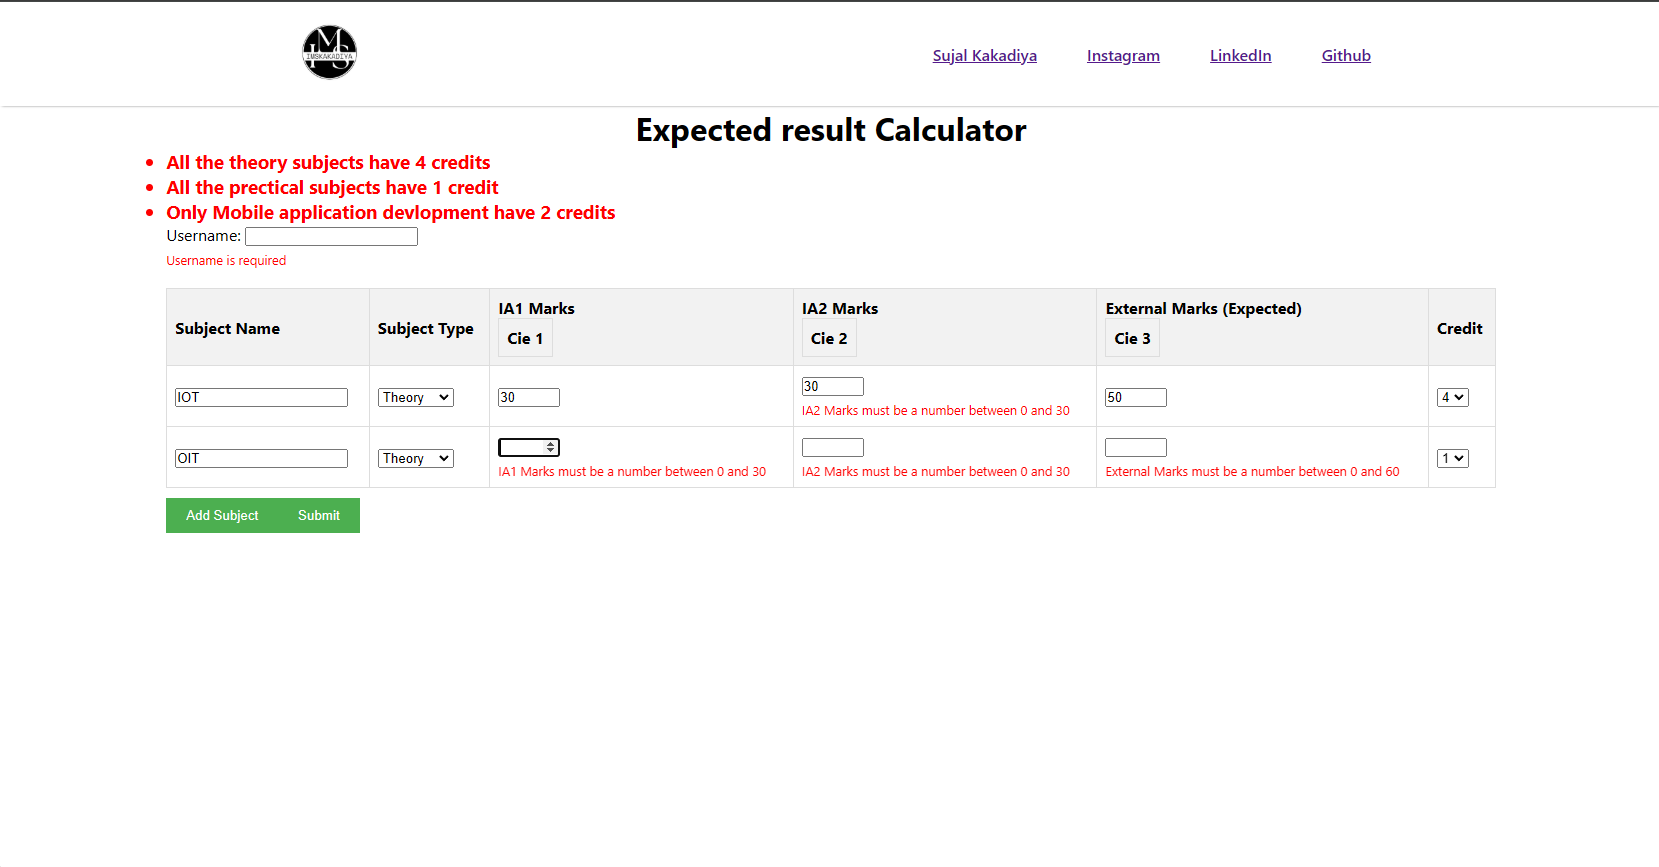 IMSKAKADIYA
Sujal Kakadiya Instagram LinkedIn Github
Expected result Calculator
All the theory subjects have 4 credits
All the prectical subjects have 1 credit
Only Mobile application devlopment have 2 credits
Username:
Username is required
Subject Name Subject Type IA1 Marks Cie 1 IA2 Marks Cie 2 External Marks (Expected) Cie 3 Credit
IOT Theory 30 30 50 4
IA2 Marks must be a number between 0 and 30
OIT Theory 1
IA1 Marks must be a number between 0 and 30 IA2 Marks must be a number between 0 and 30 External Marks must be a number between 0 and 60
Add Subject Submit